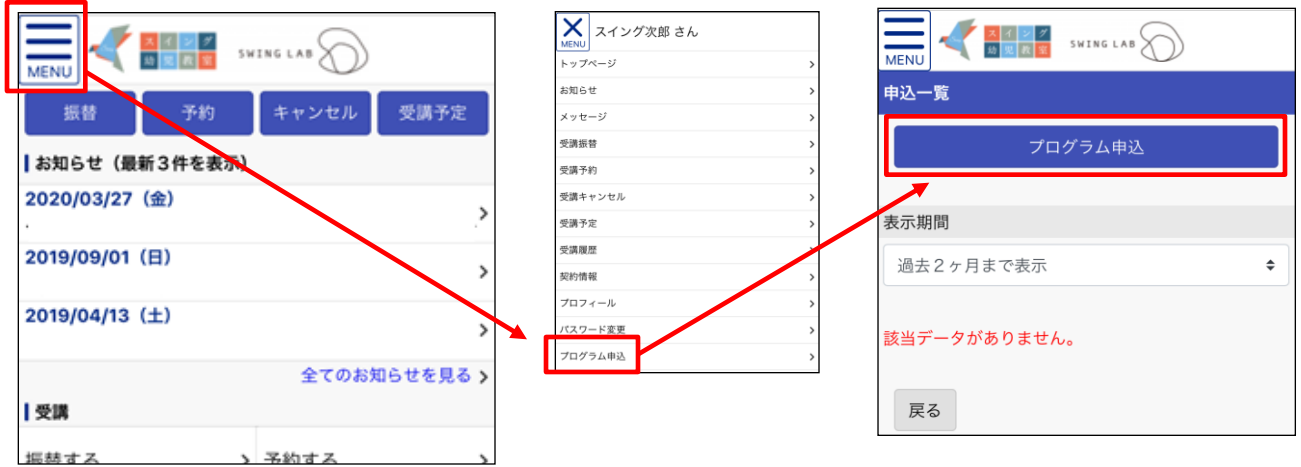 MENU
スイング
幼児教室
SWING LAB
振替
予約
キャンセル
受講予定
お知らせ（最新３件を表示）
2020/03/27（金）
.
2019/09/01（日）
2019/04/13（土）
全てのお知らせを見る
受講
振替する
予約する
MENU
スイング次郎 さん
トップページ
お知らせ
メッセージ
受講振替
受講予約
受講キャンセル
受講予定
受講履歴
契約情報
プロフィール
パスワード変更
プログラム申込
MENU
スイング
幼児教室
SWING LAB
申込一覧
プログラム申込
表示期間
過去２ヶ月まで表示
該当データがありません。
戻る